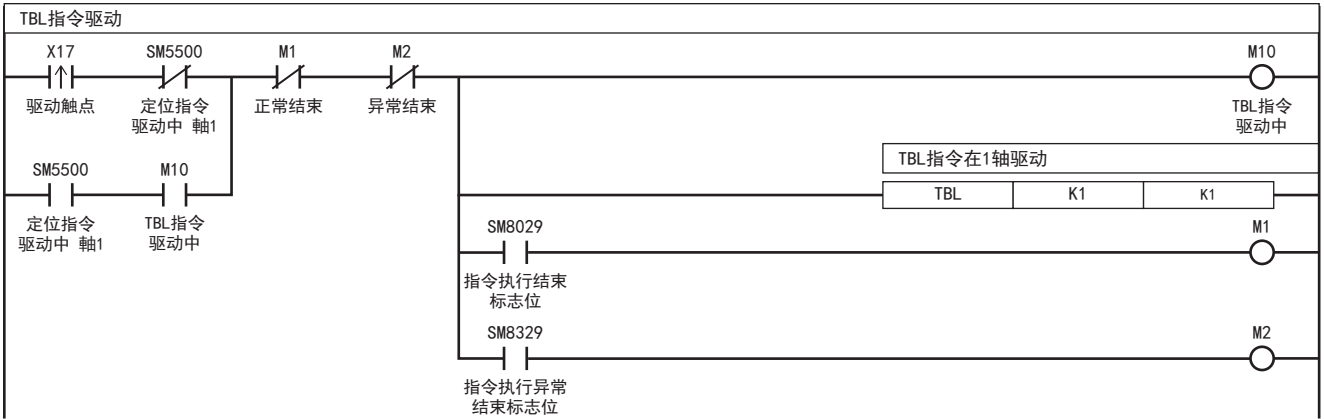 TBL指令驱动
X17
SM5500
M1
M2
M10
驱动触点
定位指令
驱动中 軸1
正常结束
异常结束
TBL指令
驱动中
TBL指令在1轴驱动
SM5500
M10
TBL
K1
K1
定位指令
驱动中 軸1
TBL指令
驱动中
SM8029
M1
指令执行结束
标志位
SM8329
M2
指令执行异常
结束标志位